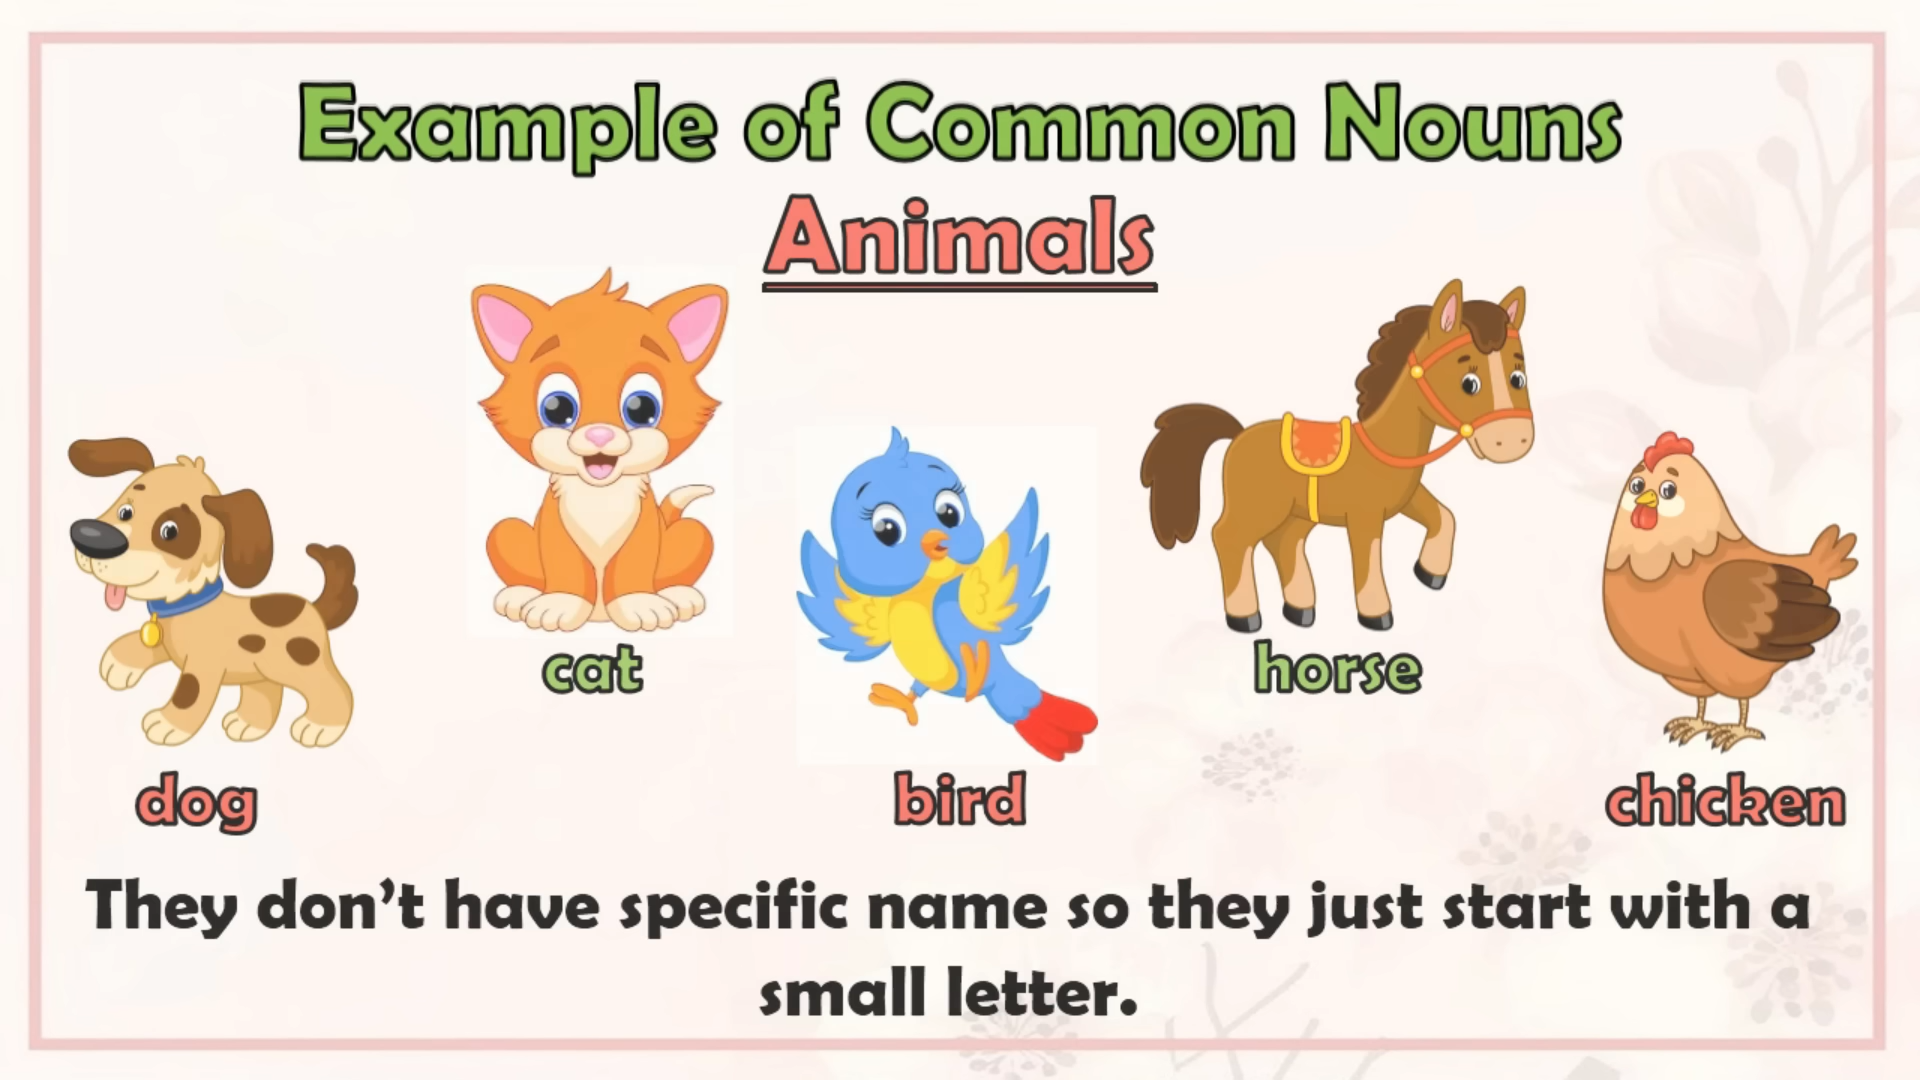 Example of Common Nouns
Animals
cat
horse
dog
bird
chicken
They don’t have specific name so they just start with a
small letter.